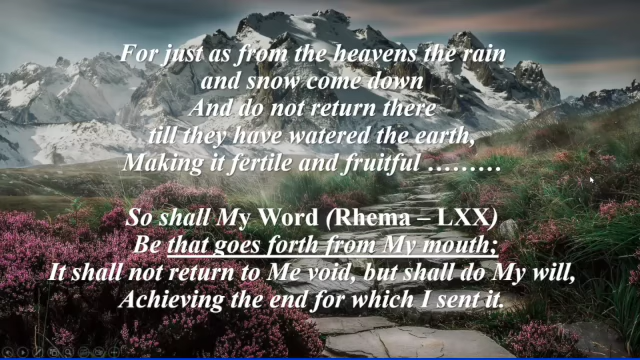 For just as from the heavens the rain
and snow come down
And do not return there
till they have watered the earth,
Making it fertile and fruitful .........
So shall My Word (Rhema – LXX)
Be that goes forth from My mouth;
It shall not return to Me void, but shall do My will,
Achieving the end for which I sent it.